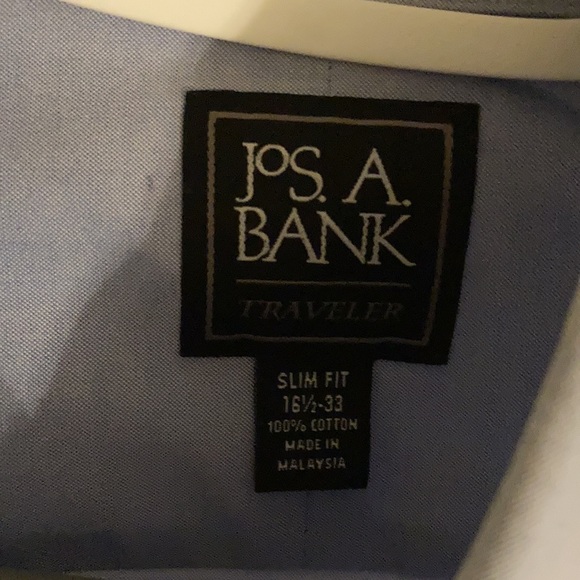 JOS. A.
BANK
TRAVELER
SLIM FIT
16½-33
100% COTTON
MADE IN
MALAYSIA